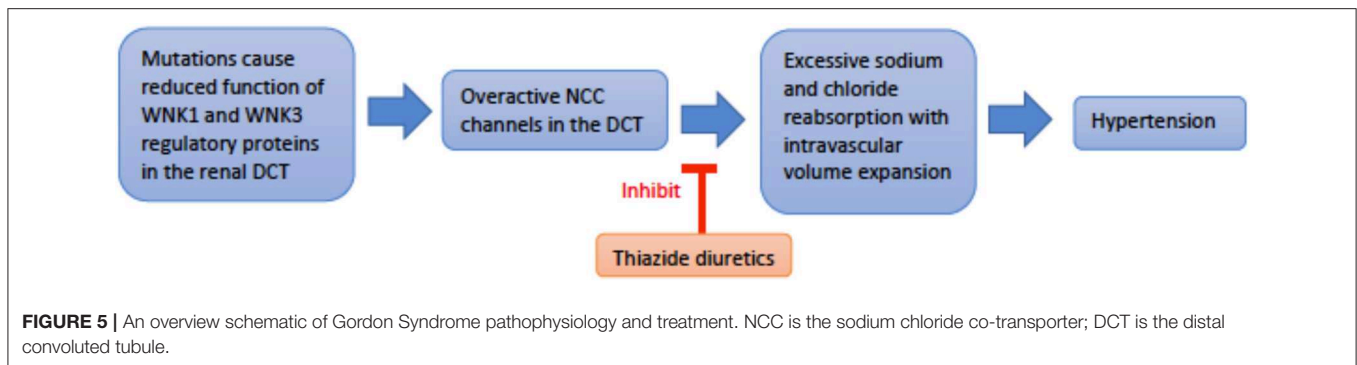 Mutations cause
reduced function of
WNK1 and WNK3
regulatory proteins
in the renal DCT
Overactive NCC
channels in the DCT
Excessive sodium
and chloride
reabsorption with
intravascular
volume expansion
Hypertension
Inhibit
Thiazide diuretics
FIGURE 5 | An overview schematic of Gordon Syndrome pathophysiology and treatment. NCC is the sodium chloride co-transporter; DCT is the distal
convoluted tubule.